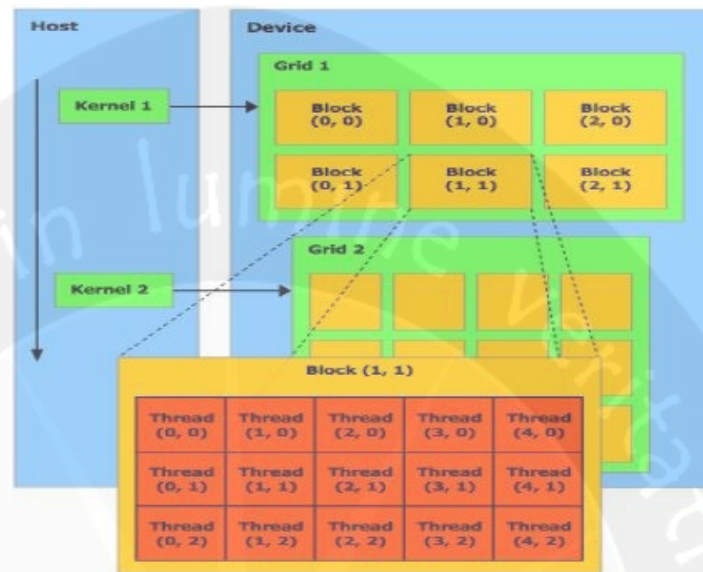 Host
Device
Grid 1
Kernel 1
Block
(0, 0)
Block
(1, 0)
Block
(2, 0)
Block
(0, 1)
Block
(1, 1)
Block
(2, 1)
Grid 2
Kernel 2
Block (1, 1)
Thread
(0, 0)
Thread
(1, 0)
Thread
(2, 0)
Thread
(3, 0)
Thread
(4, 0)
Thread
(0, 1)
Thread
(1, 1)
Thread
(2, 1)
Thread
(3, 1)
Thread
(4, 1)
Thread
(0, 2)
Thread
(1, 2)
Thread
(2, 2)
Thread
(3, 2)
Thread
(4, 2)
in lumine veritat